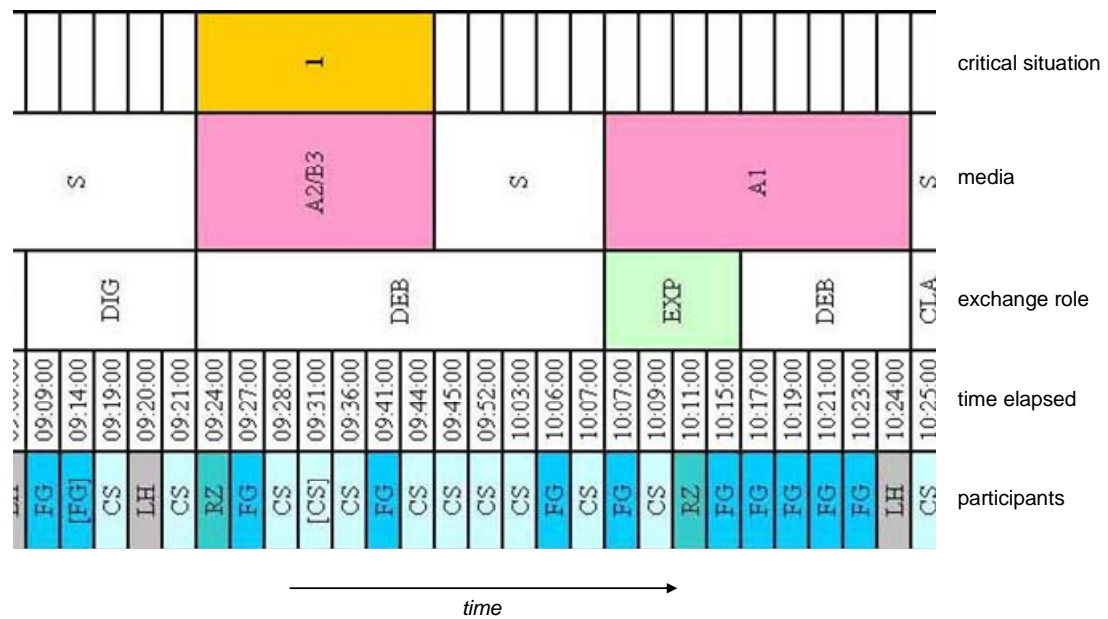 1
critical situation
S
A2/B3
S
A1
S
media
DIG
DEB
EXP
DEB
CLA
exchange role
09:09:00
09:14:00
09:19:00
09:20:00
09:21:00
09:24:00
09:27:00
09:28:00
09:31:00
09:36:00
09:41:00
09:44:00
09:45:00
09:52:00
10:03:00
10:06:00
10:07:00
10:07:00
10:09:00
10:11:00
10:15:00
10:17:00
10:19:00
10:21:00
10:23:00
10:24:00
10:25:00
time elapsed
LH
FG
[FG]
CS
LH
CS
RZ
FG
CS
[CS]
CS
FG
CS
CS
CS
CS
FG
CS
FG
CS
RZ
FG
FG
FG
FG
FG
LH
CS
participants
time